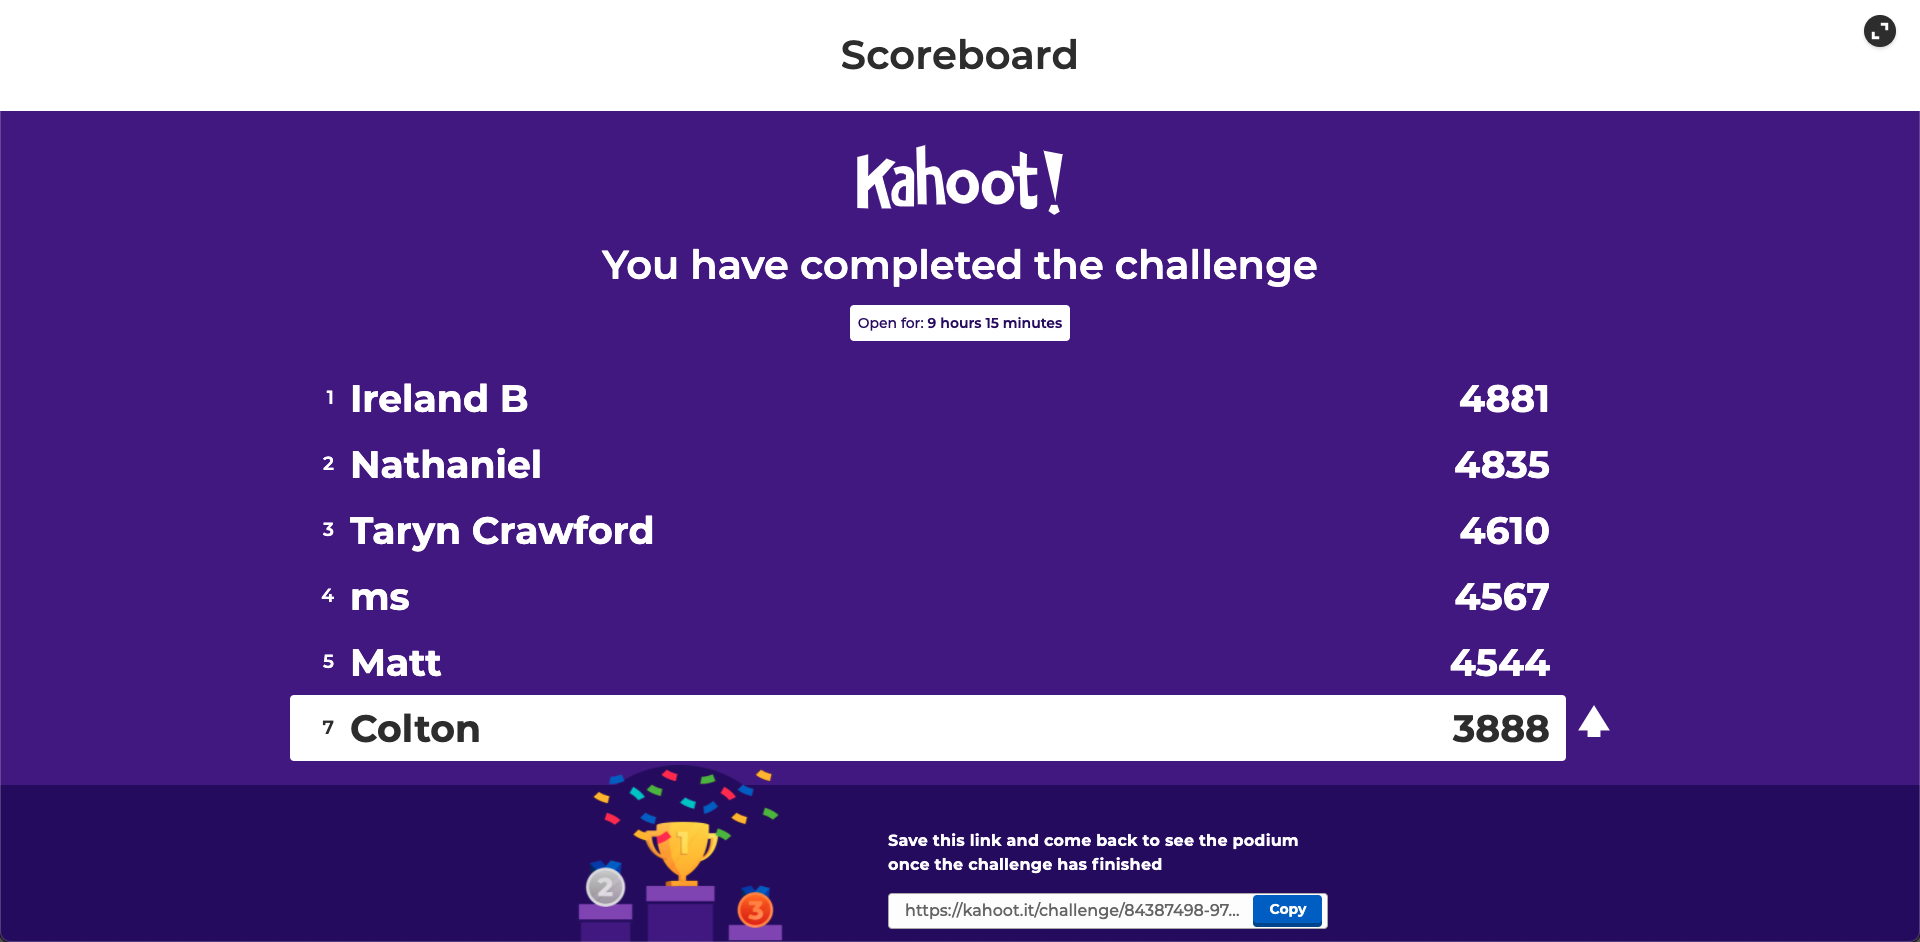 Scoreboard
Kahoot!
You have completed the challenge
Open for: 9 hours 15 minutes
1 Ireland B 4881
2 Nathaniel 4835
3 Taryn Crawford 4610
4 ms 4567
5 Matt 4544
7 Colton 3888
1
2
3
Save this link and come back to see the podium
once the challenge has finished
https://kahoot.it/challenge/84387498-97... Copy